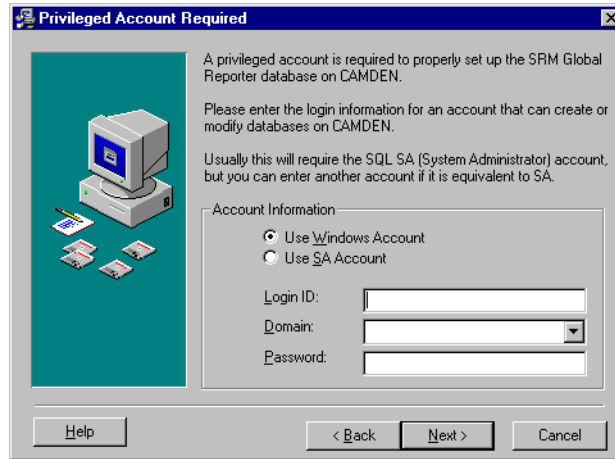 Privileged Account Required
A privileged account is required to properly set up the SRM Global
Reporter database on CAMDEN.
Please enter the login information for an account that can create or
modify databases on CAMDEN.
Usually this will require the SQL SA (System Administrator) account,
but you can enter another account if it is equivalent to SA.
Account Information
Use Windows Account
Use SA Account
Login ID:
Domain:
Password:
Help
< Back
Next >
Cancel